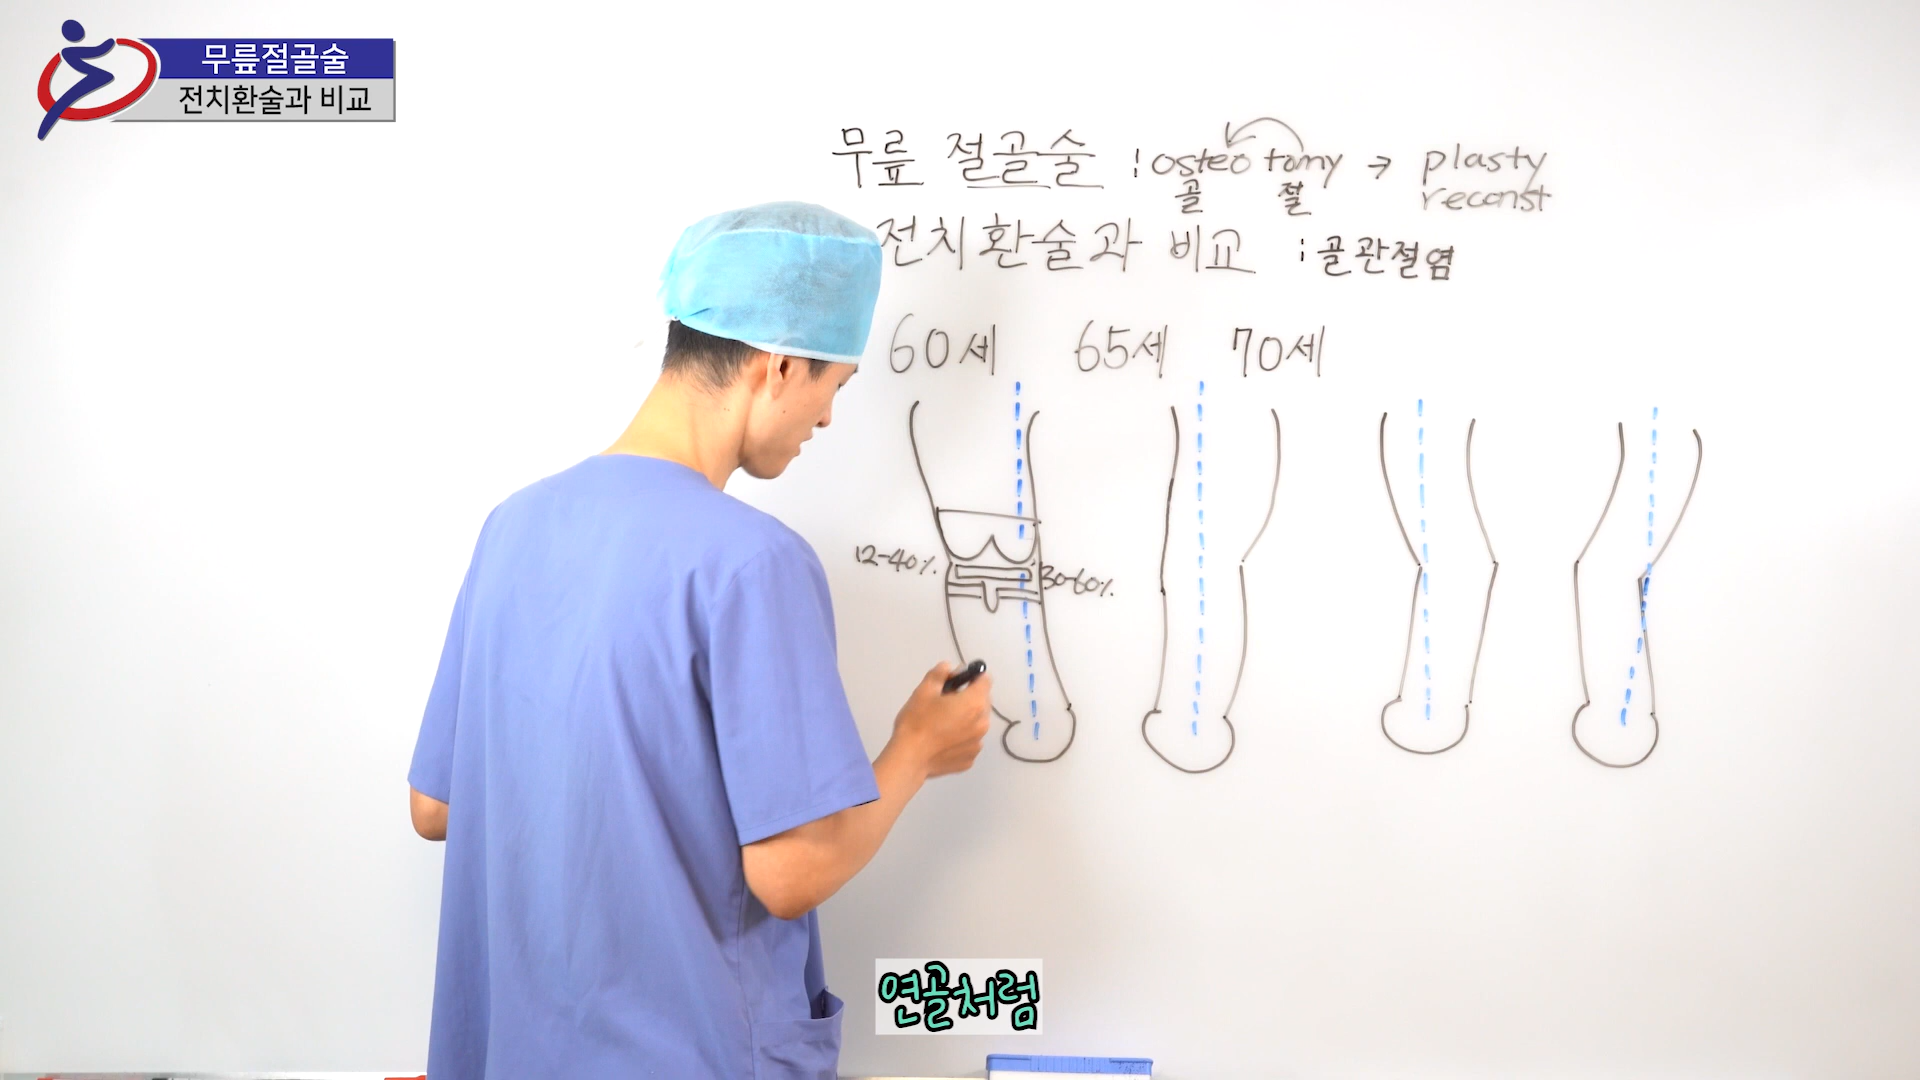 무릎절골술
전치환술과 비교
무릎 절골술 : osteotomy → plasty
골 절 reconst
전치환술과 비교 : 골관절염
60세 65세 70세
12-40% 30-60%
연골처럼